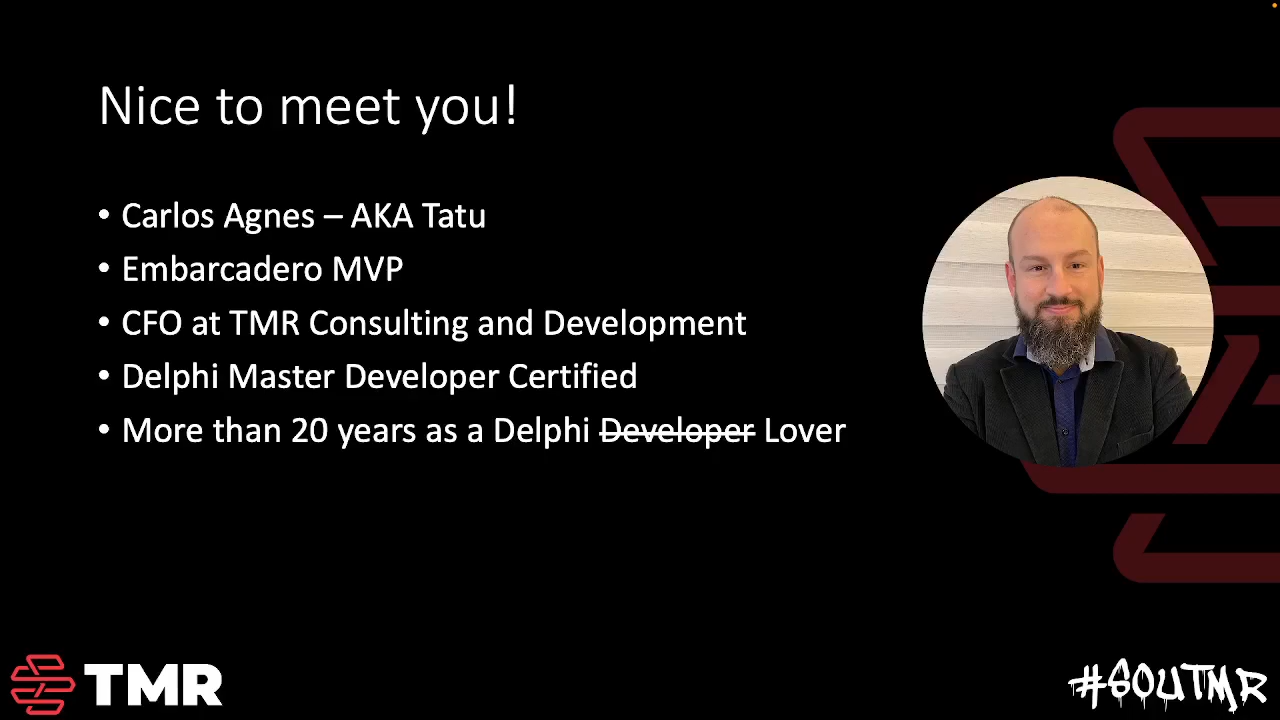 Nice to meet you!
• Carlos Agnes – AKA Tatu
• Embarcadero MVP
• CFO at TMR Consulting and Development
• Delphi Master Developer Certified
• More than 20 years as a Delphi Developer Lover
TMR
#SOUTMR